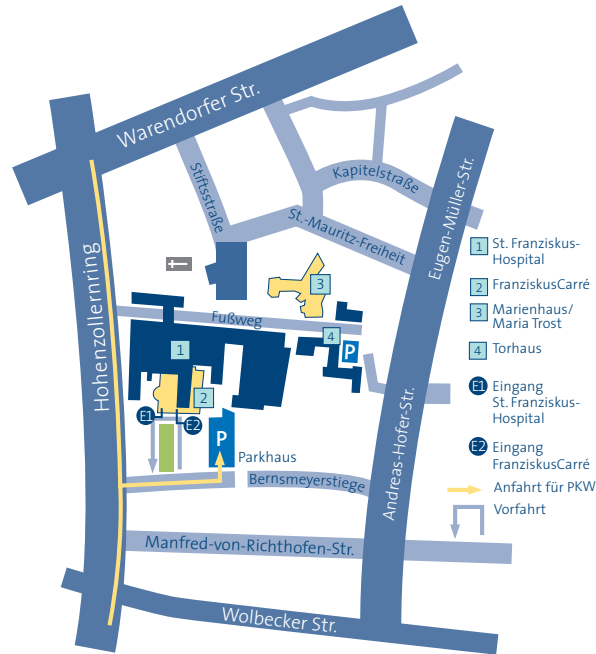 Warendorfer Str.
Stiftsstraße
Kapitelstraße
St.-Mauritz-Freiheit
Eugen-Müller-Str.
Hohenzollernring
Fußweg
3
4
P
1
2
E1
E2
P
Parkhaus
Bernsmeyerstiege
Andreas-Hofer-Str.
Manfred-von-Richthofen-Str.
Wolbecker Str.
1 St. Franziskus-
Hospital
2 FranziskusCarré
3 Marienhaus/
Maria Trost
4 Torhaus
E1 Eingang
St. Franziskus-
Hospital
E2 Eingang
FranziskusCarré
Anfahrt für PKW
Vorfahrt